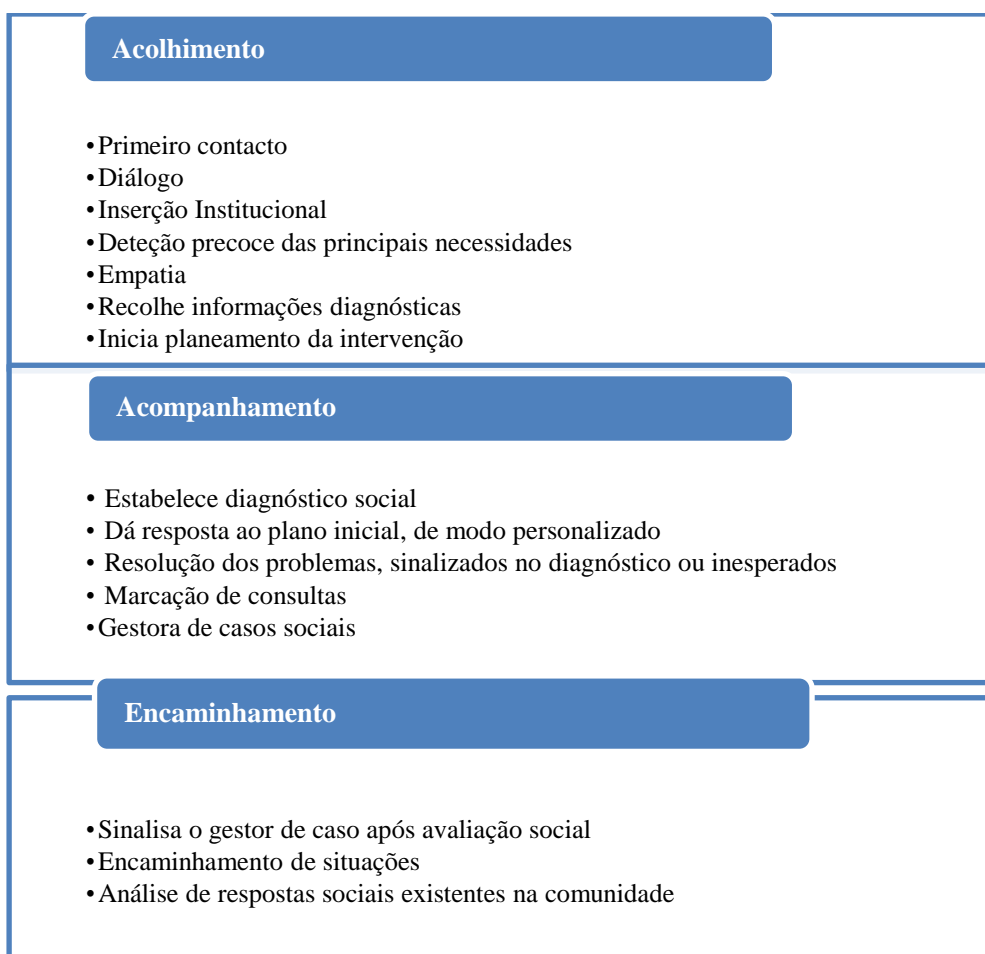 Acolhimento
•Primeiro contacto
•Diálogo
•Inserção Institucional
•Deteção precoce das principais necessidades
•Empatia
•Recolhe informações diagnósticas
•Inicia planeamento da intervenção
Acompanhamento
• Estabelece diagnóstico social
• Dá resposta ao plano inicial, de modo personalizado
• Resolução dos problemas, sinalizados no diagnóstico ou inesperados
• Marcação de consultas
•Gestora de casos sociais
Encaminhamento
•Sinalisa o gestor de caso após avaliação social
•Encaminhamento de situações
•Análise de respostas sociais existentes na comunidade